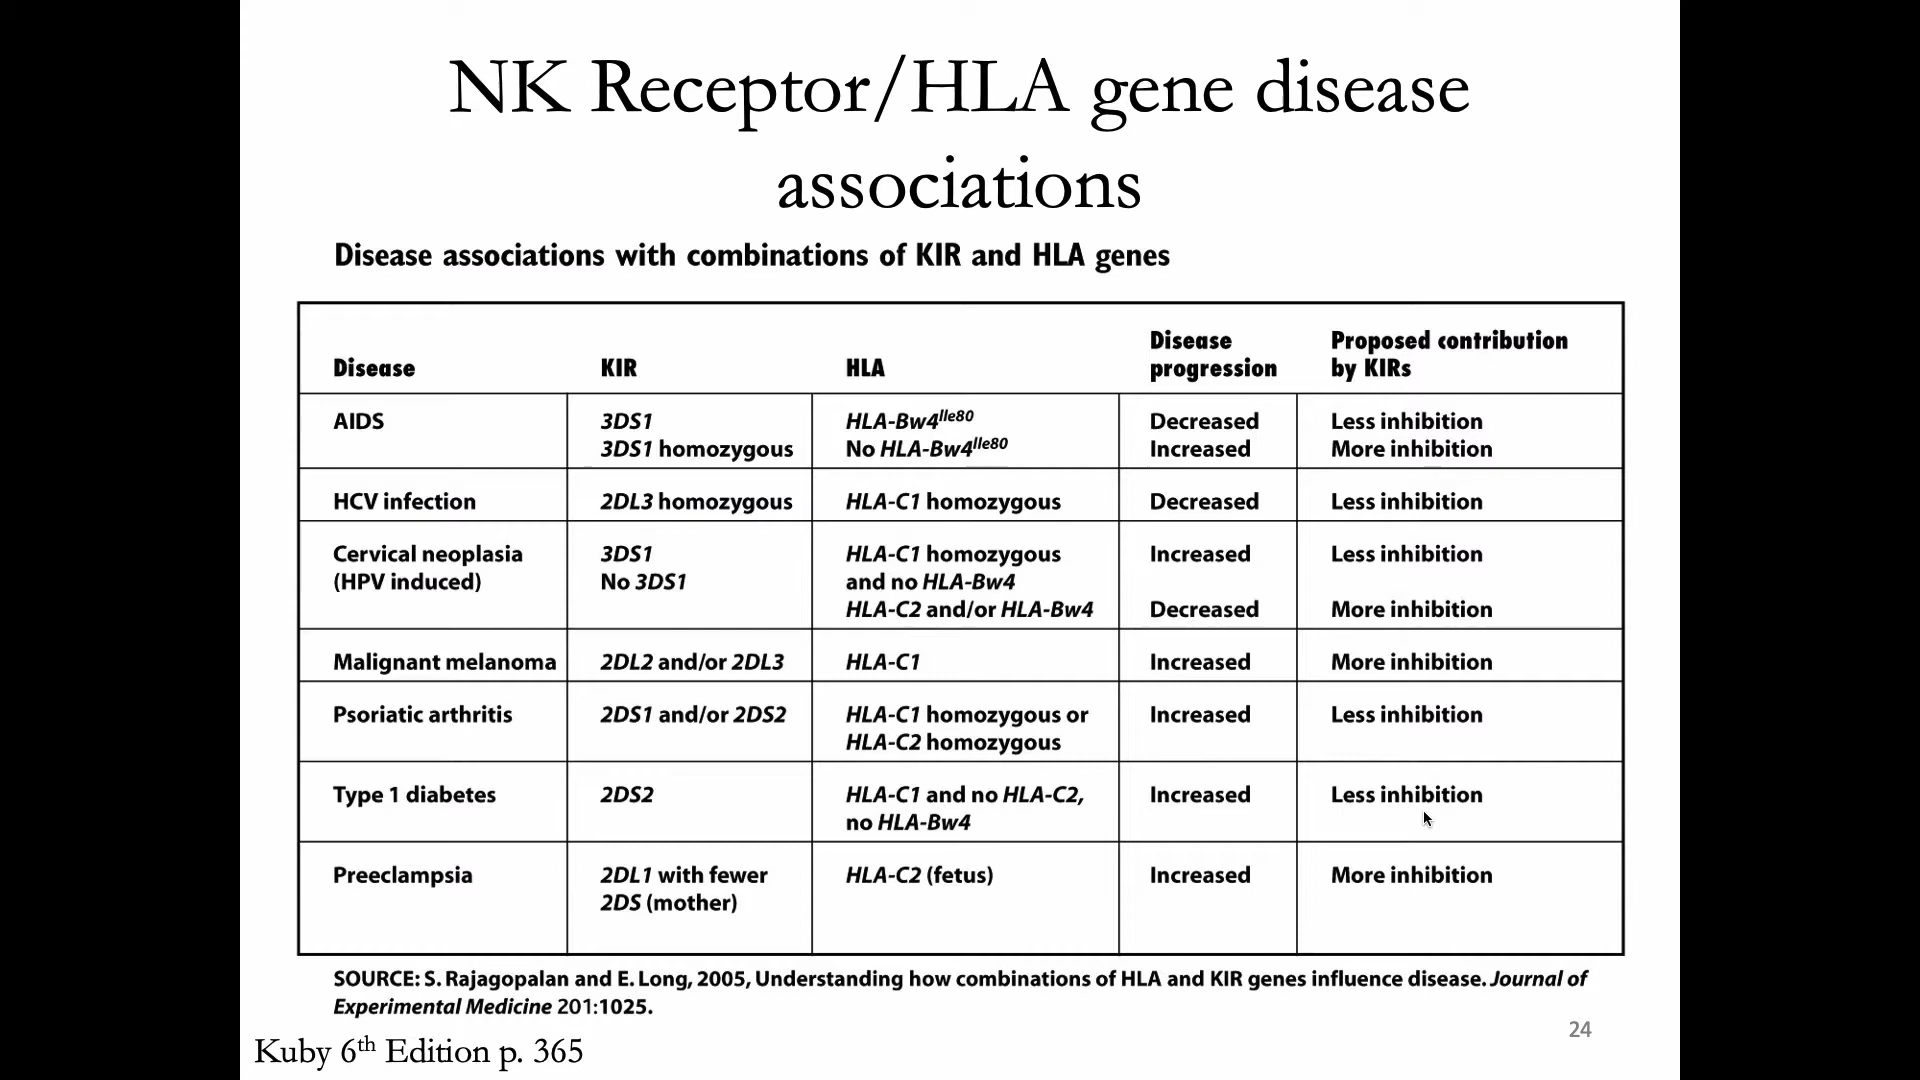 NK Receptor/HLA gene disease
associations
Disease associations with combinations of KIR and HLA genes
Disease KIR HLA Disease progression Proposed contribution by KIRs
AIDS 3DS1 HLA-Bw4^lle80 Decreased Less inhibition
3DS1 homozygous No HLA-Bw4^lle80 Increased More inhibition
HCV infection 2DL3 homozygous HLA-C1 homozygous Decreased Less inhibition
Cervical neoplasia 3DS1 HLA-C1 homozygous Increased Less inhibition
(HPV induced) No 3DS1 and no HLA-Bw4
HLA-C2 and/or HLA-Bw4 Decreased More inhibition
Malignant melanoma 2DL2 and/or 2DL3 HLA-C1 Increased More inhibition
Psoriatic arthritis 2DS1 and/or 2DS2 HLA-C1 homozygous or Increased Less inhibition
HLA-C2 homozygous
Type 1 diabetes 2DS2 HLA-C1 and no HLA-C2, Increased Less inhibition
no HLA-Bw4
Preeclampsia 2DL1 with fewer HLA-C2 (fetus) Increased More inhibition
2DS (mother)
SOURCE: S. Rajagopalan and E. Long, 2005, Understanding how combinations of HLA and KIR genes influence disease. Journal of
Experimental Medicine 201:1025.
24
Kuby 6th Edition p. 365